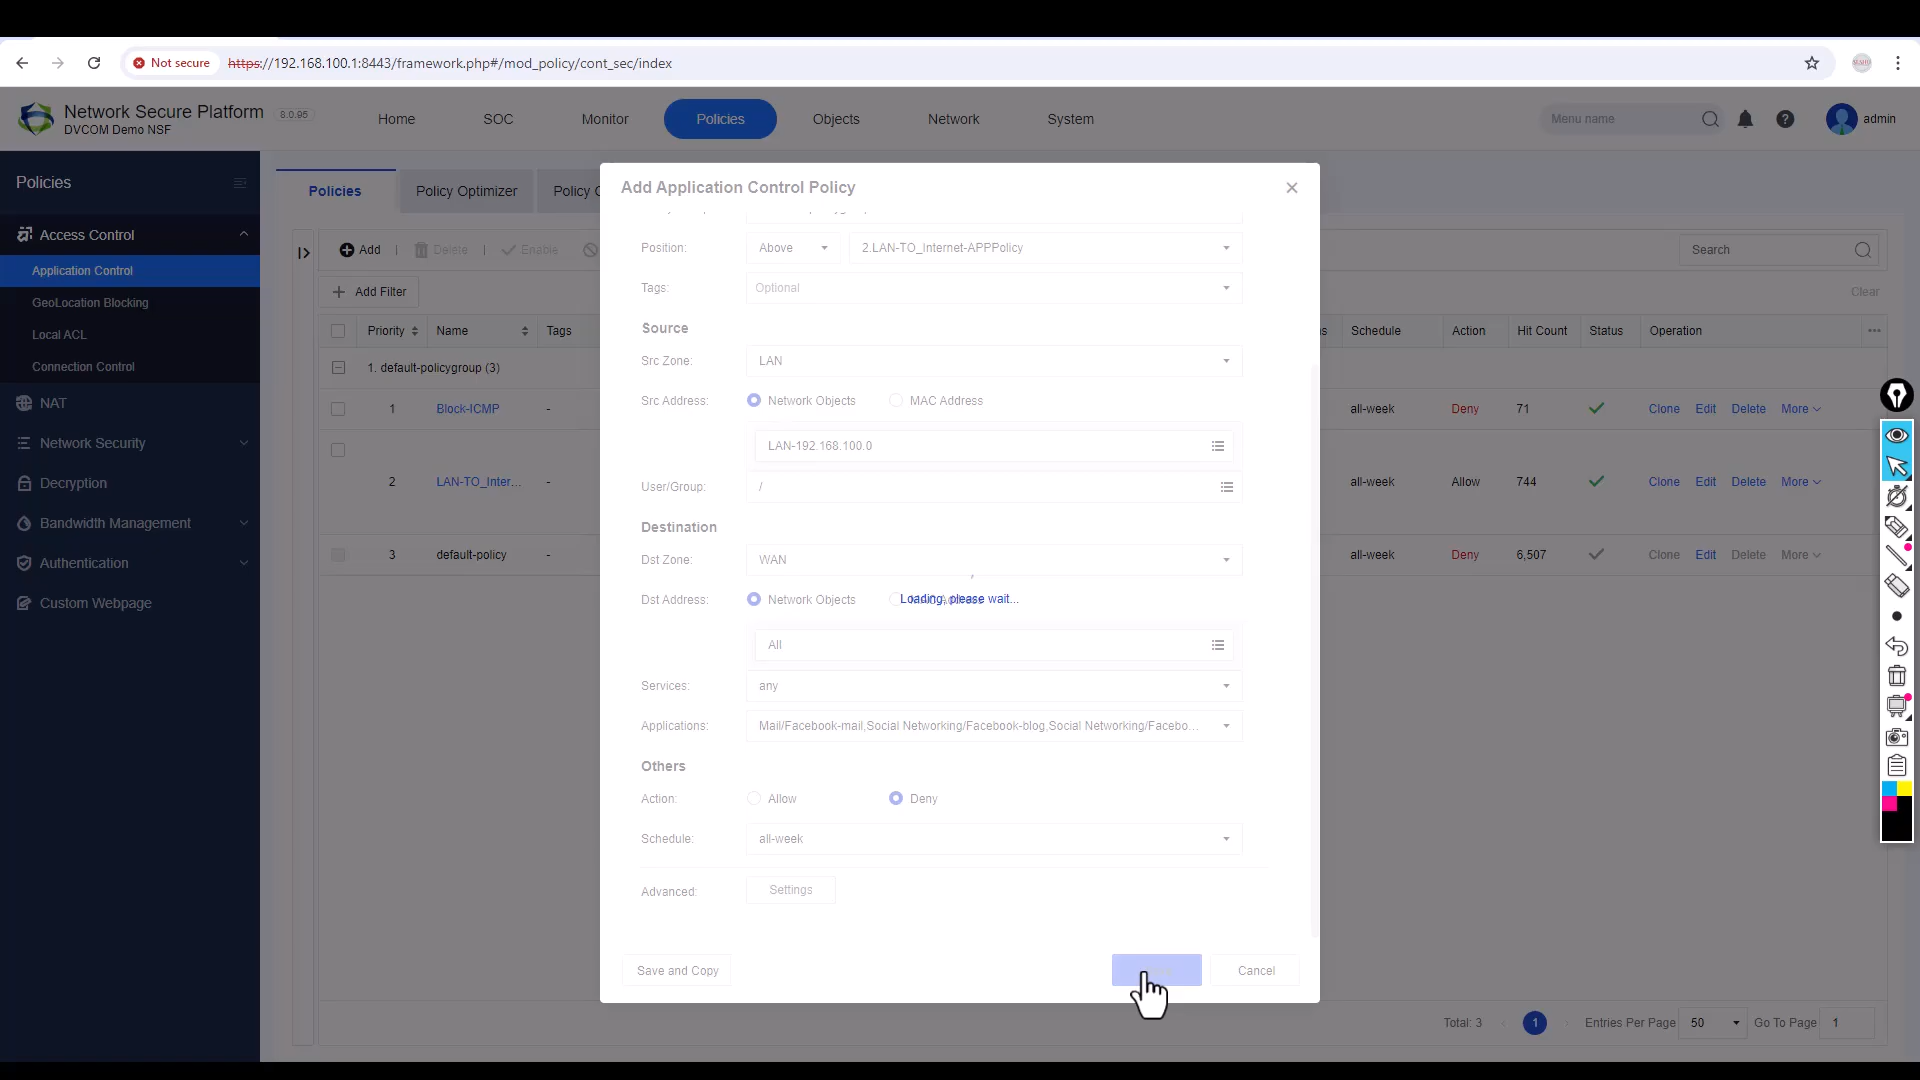 Not secure
https://192.168.100.1:8443/framework.php#/mod_policy/cont_sec/index
Network Secure Platform 8.0.95
DVCOM Demo NSF
Home
SOC
Monitor
Policies
Objects
Network
System
Menu name
admin
Policies
Access Control
Application Control
GeoLocation Blocking
Local ACL
Connection Control
NAT
Network Security
Decryption
Bandwidth Management
Authentication
Custom Webpage
Policies
Policy Optimizer
Policy
Add
Delete
Enable
Search
Add Filter
Clear
Priority
Name
Tags
Schedule
Action
Hit Count
Status
Operation
1. default-policygroup (3)
1 Block-ICMP - all-week Deny 71 Clone Edit Delete More
2 LAN-TO_Inter... - all-week Allow 744 Clone Edit Delete More
3 default-policy - all-week Deny 6,507 Clone Edit Delete More
Total: 3
1
Entries Per Page 50
Go To Page 1
Add Application Control Policy
Position: Above 2.LAN-TO_Internet-APPPolicy
Tags: Optional
Source
Src Zone: LAN
Src Address: Network Objects MAC Address
LAN-192.168.100.0
User/Group: /
Destination
Dst Zone: WAN
Dst Address: Network Objects
Loading, please wait...
All
Services: any
Applications: Mail/Facebook-mail,Social Networking/Facebook-blog,Social Networking/Facebo...
Others
Action: Allow Deny
Schedule: all-week
Advanced: Settings
Save and Copy
Cancel